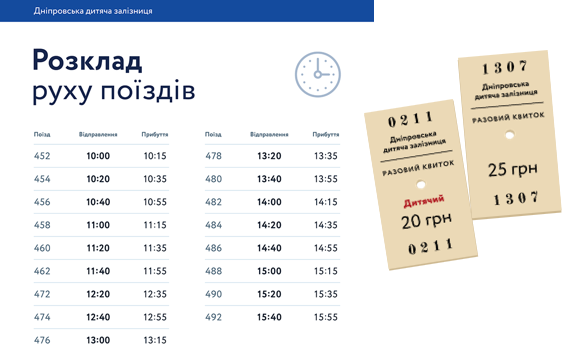 Дніпровська дитяча залізниця
Розклад
руху поїздів
Поїзд Відправлення Прибуття
452 10:00 10:15
454 10:20 10:35
456 10:40 10:55
458 11:00 11:15
460 11:20 11:35
462 11:40 11:55
472 12:20 12:35
474 12:40 12:55
476 13:00 13:15
Поїзд Відправлення Прибуття
478 13:20 13:35
480 13:40 13:55
482 14:00 14:15
484 14:20 14:35
486 14:40 14:55
488 15:00 15:15
490 15:20 15:35
492 15:40 15:55
0211
Дніпровська
дитяча залізниця
РАЗОВИЙ КВИТОК
Дитячий
20 грн
0211
1307
Дніпровська
дитяча залізниця
РАЗОВИЙ КВИТОК
25 грн
1307